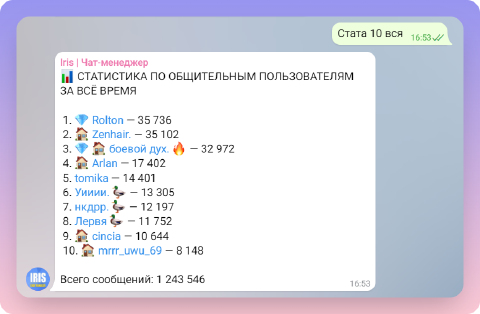 Стата 10 вся 16:53
Iris | Чат-менеджер
📊 СТАТИСТИКА ПО ОБЩИТЕЛЬНЫМ ПОЛЬЗОВАТЕЛЯМ
ЗА ВСЁ ВРЕМЯ
1. 💎 Rolton — 35 736
2. 🏠 Zenhair. — 35 102
3. 💎 🏠 боевой дух. 🔥 — 32 972
4. 🏠 Arlan — 17 402
5. tomika — 14 401
6. Уиииии. 🦆 — 13 305
7. нкдрр. 🦆 — 12 197
8. Лервя 🦆 — 11 752
9. 🏠 cincia — 10 644
10. 🏠 mrrr_uwu_69 — 8 148
Всего сообщений: 1 243 546
16:53
IRIS